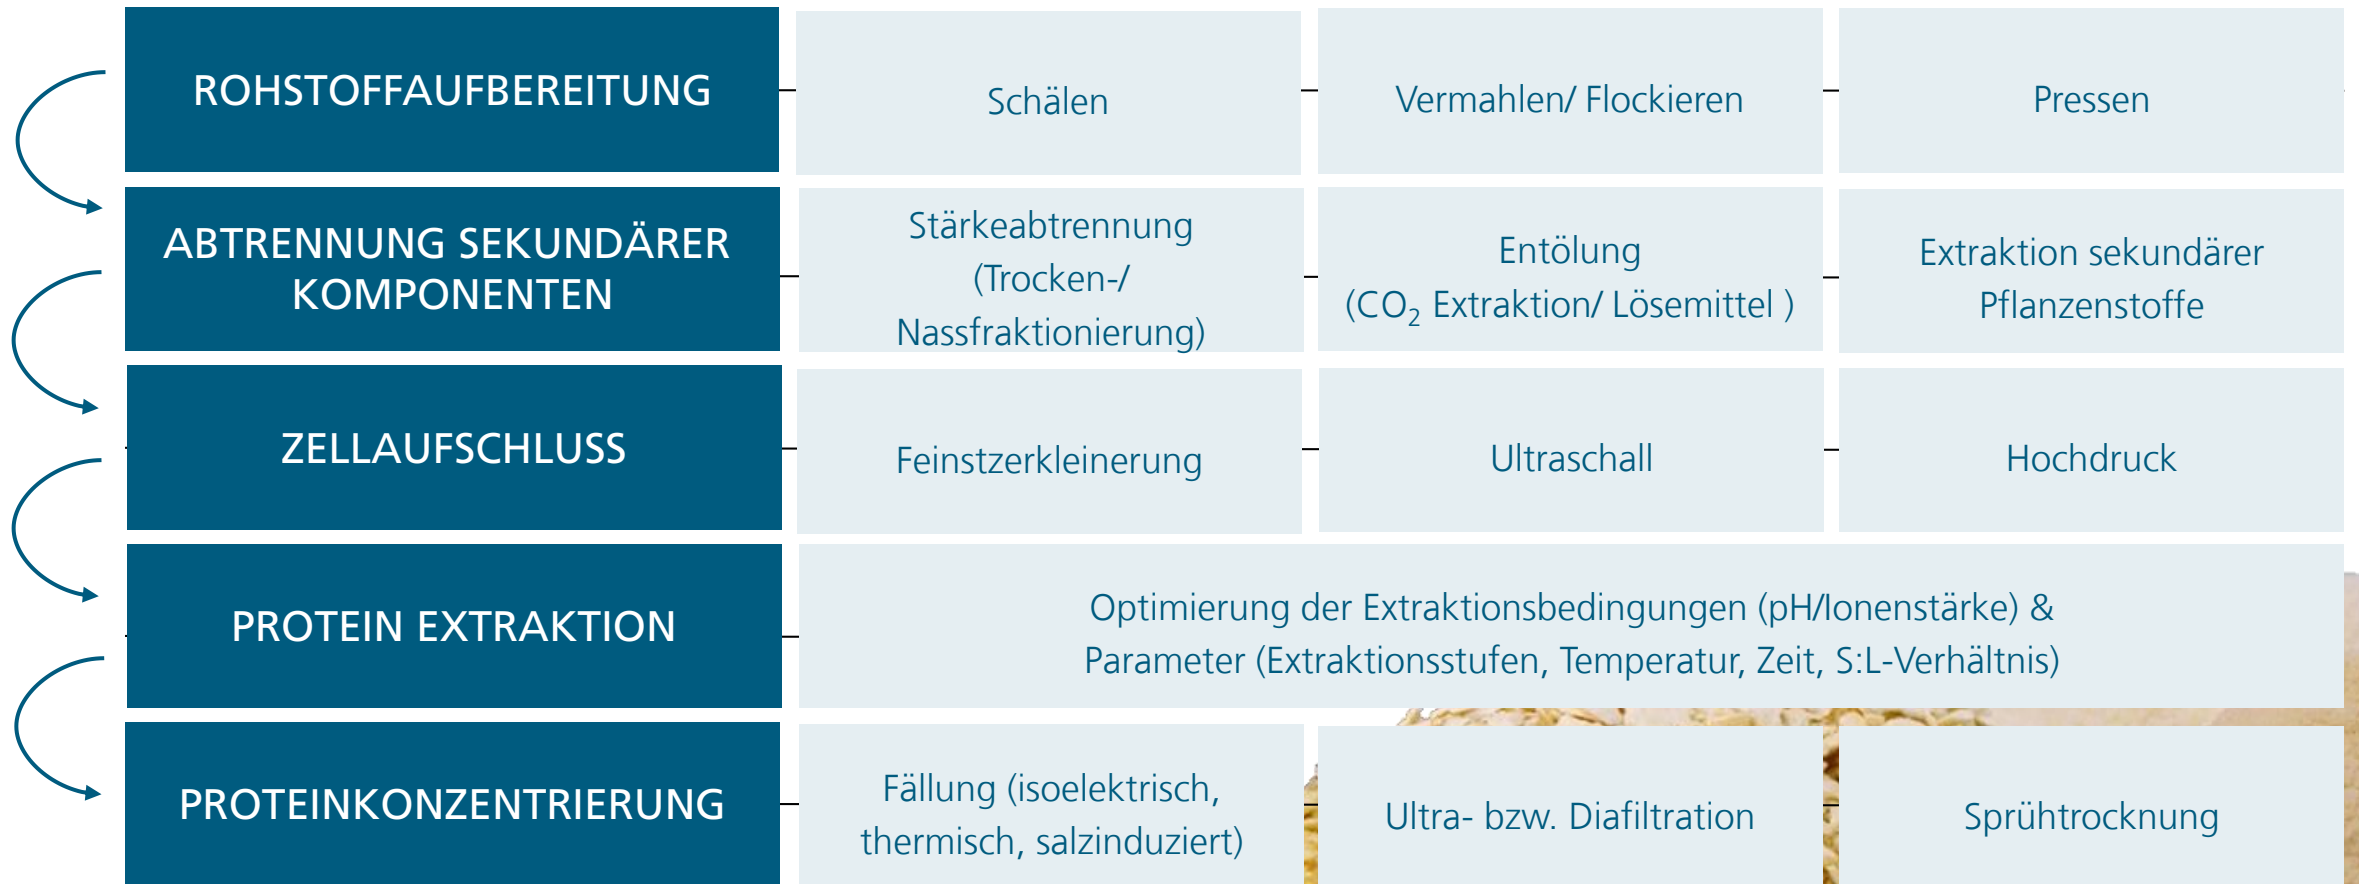 ROHSTOFFAUFBEREITUNG
Schälen
Vermahlen/ Flockieren
Pressen
ABTRENNUNG SEKUNDÄRER
KOMPONENTEN
Stärkeabtrennung
(Trocken-/
Nassfraktionierung)
Entölung
(CO₂ Extraktion/ Lösemittel )
Extraktion sekundärer
Pflanzenstoffe
ZELLAUFSCHLUSS
Feinstzerkleinerung
Ultraschall
Hochdruck
PROTEIN EXTRAKTION
Optimierung der Extraktionsbedingungen (pH/Ionenstärke) &
Parameter (Extraktionsstufen, Temperatur, Zeit, S:L-Verhältnis)
PROTEINKONZENTRIERUNG
Fällung (isoelektrisch,
thermisch, salzinduziert)
Ultra- bzw. Diafiltration
Sprühtrocknung